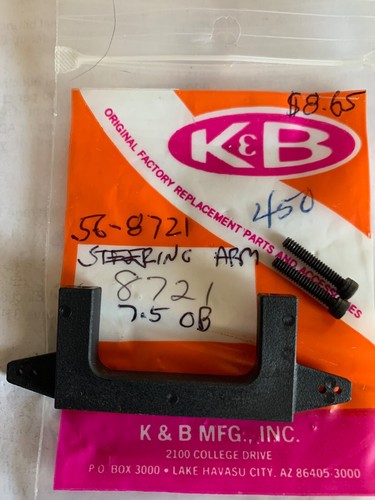 $8.65
K&B
ORIGINAL FACTORY REPLACEMENT PARTS AND ACCESSORIES
450
56-8721
STEERING ARM
8721
7.5 OB
K & B MFG., INC.
2100 COLLEGE DRIVE
P.O. BOX 3000 • LAKE HAVASU CITY, AZ 86405-3000